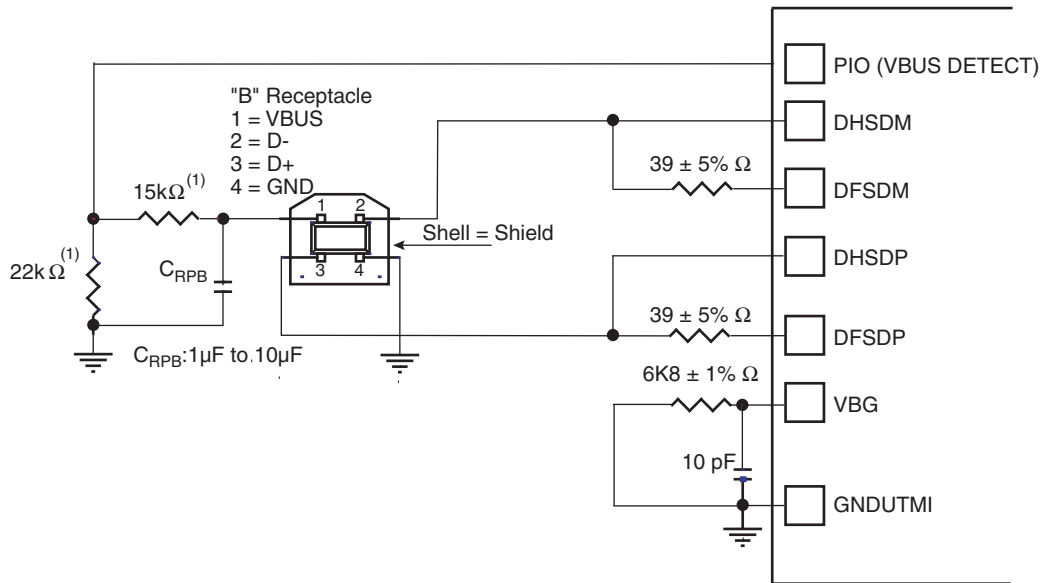 PIO (VBUS DETECT)
"B" Receptacle
1 = VBUS
2 = D-
3 = D+
4 = GND
DHSDM
39 ± 5% Ω
DFSDM
15kΩ(1)
1 2
Shell = Shield
22kΩ(1)
CRPB
3 4
DHSDP
39 ± 5% Ω
DFSDP
CRPB:1µF to 10µF
6K8 ± 1% Ω
VBG
10 pF
GNDUTMI